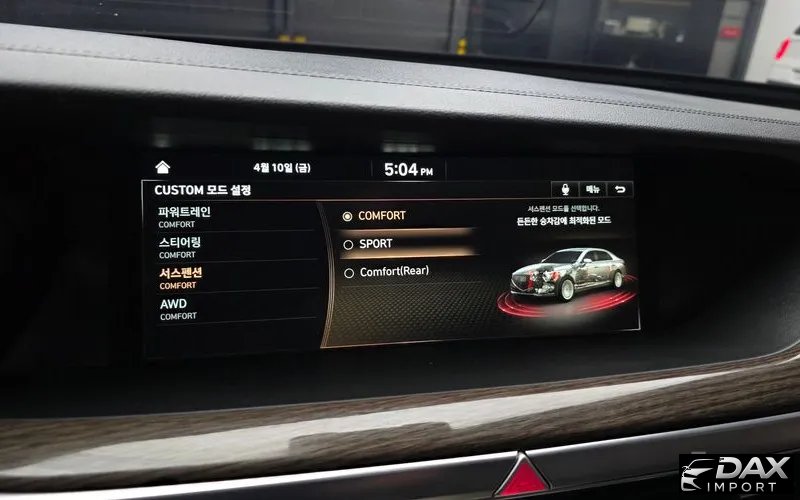 4월 10일 (금)
5:04 PM
CUSTOM 모드 설정
메뉴
파워트레인
COMFORT
스티어링
COMFORT
서스펜션
COMFORT
AWD
COMFORT
COMFORT
SPORT
Comfort(Rear)
서스펜션 모드를 선택합니다.
든든한 승차감에 최적화된 모드
DAX
IMPORT